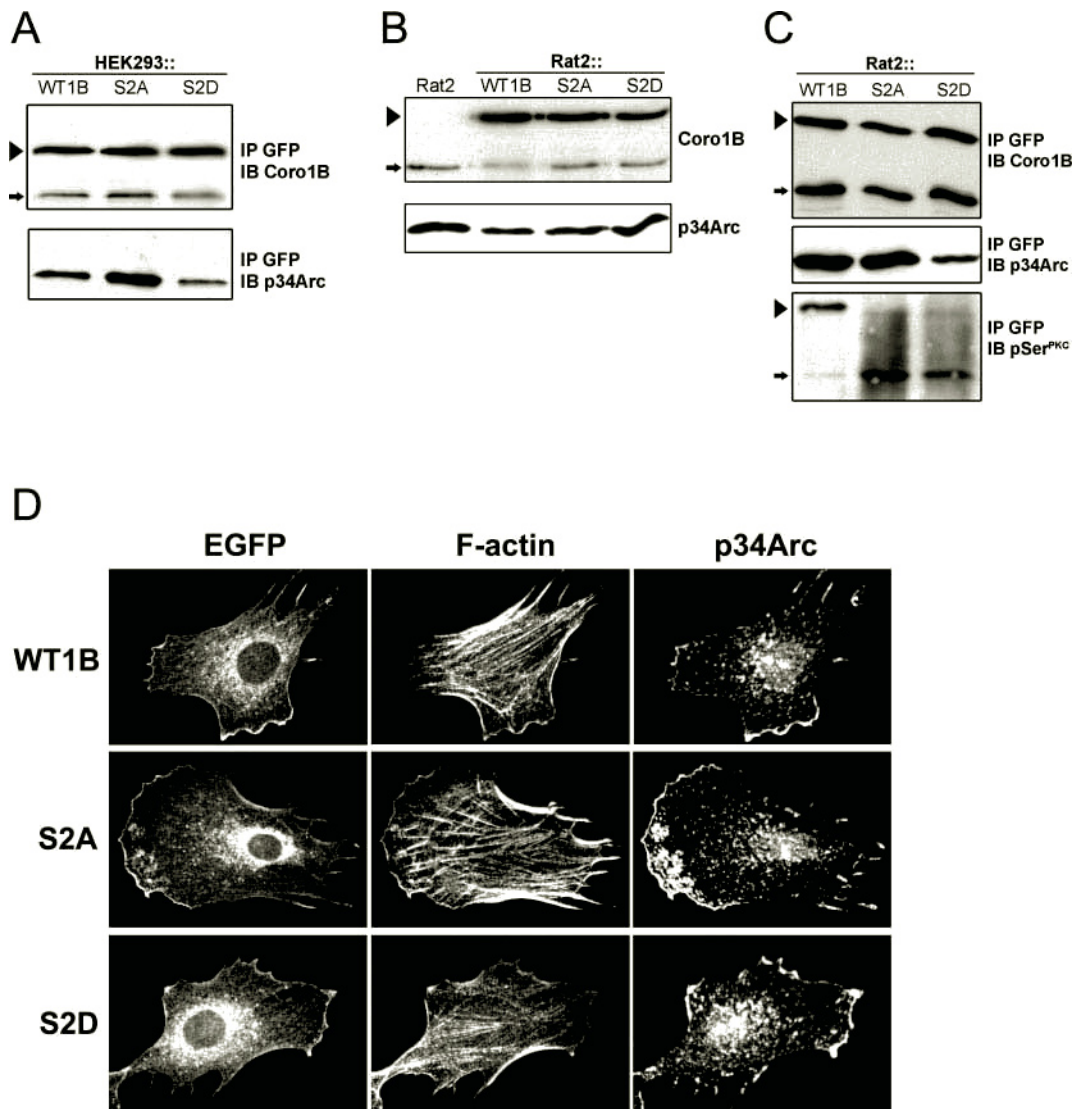 A
HEK293::
WT1B S2A S2D
IP GFP
IB Coro1B
IP GFP
IB p34Arc
B
Rat2::
Rat2 WT1B S2A S2D
Coro1B
p34Arc
C
Rat2::
WT1B S2A S2D
IP GFP
IB Coro1B
IP GFP
IB p34Arc
IP GFP
IB pSerPKC
D
EGFP F-actin p34Arc
WT1B
S2A
S2D